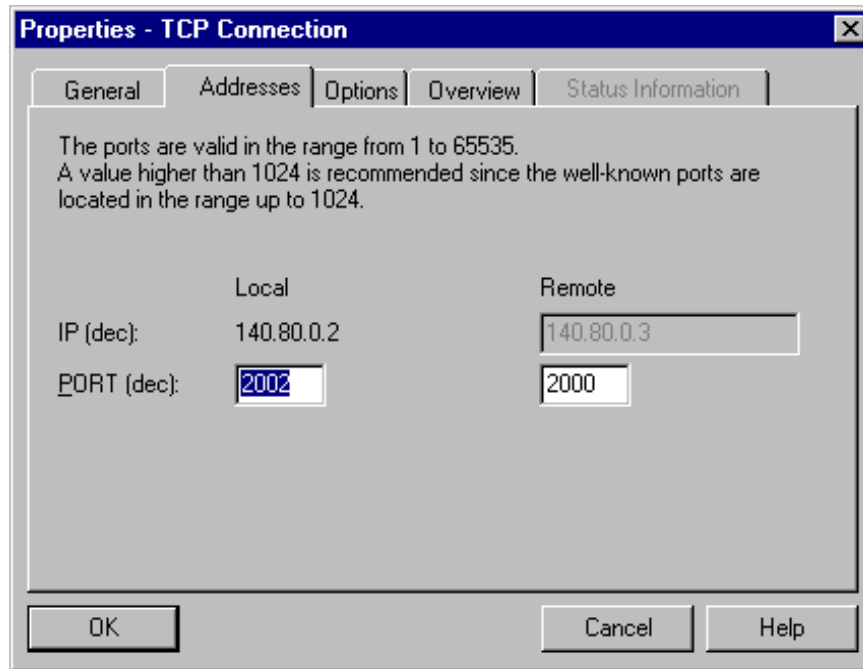 Properties - TCP Connection
General Addresses Options Overview Status Information
The ports are valid in the range from 1 to 65535.
A value higher than 1024 is recommended since the well-known ports are
located in the range up to 1024.
Local Remote
IP (dec): 140.80.0.2 140.80.0.3
PORT (dec): 2002 2000
OK Cancel Help